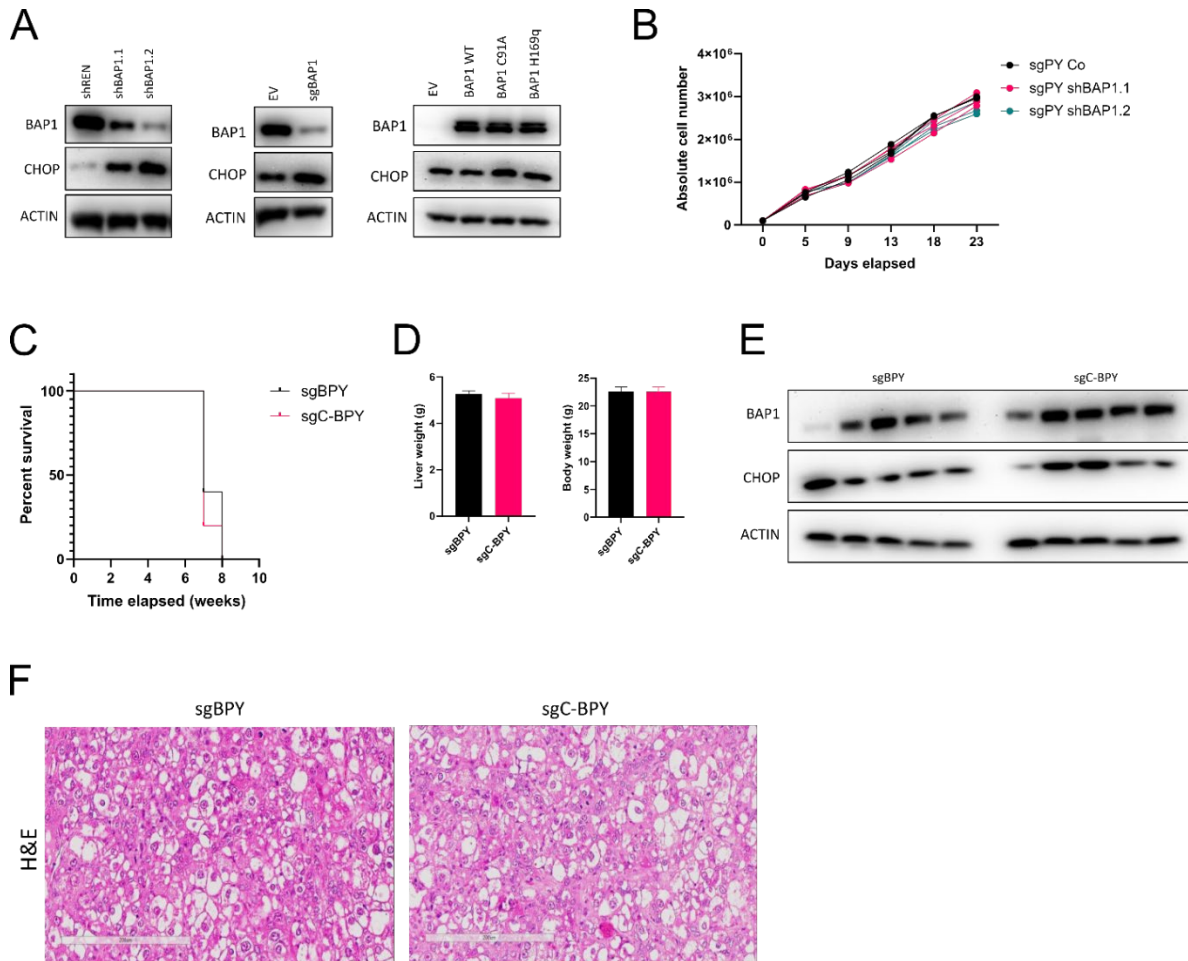 A
shREN
shBAP1.1
shBAP1.2
BAP1
CHOP
ACTIN
EV
sgBAP1
BAP1
CHOP
ACTIN
EV
BAP1 WT
BAP1 C91A
BAP1 H169q
BAP1
CHOP
ACTIN
B
Absolute cell number
4×10⁶
3×10⁶
2×10⁶
1×10⁶
0
0 5 9 13 18 23
Days elapsed
sgPY Co
sgPY shBAP1.1
sgPY shBAP1.2
C
Percent survival
100
50
0
0 2 4 6 8 10
Time elapsed (weeks)
sgBPY
sgC-BPY
D
Liver weight (g)
6
4
2
0
sgBPY
sgC-BPY
Body weight (g)
25
20
15
10
5
0
sgBPY
sgC-BPY
E
sgBPY sgC-BPY
BAP1
CHOP
ACTIN
F
sgBPY sgC-BPY
H&E